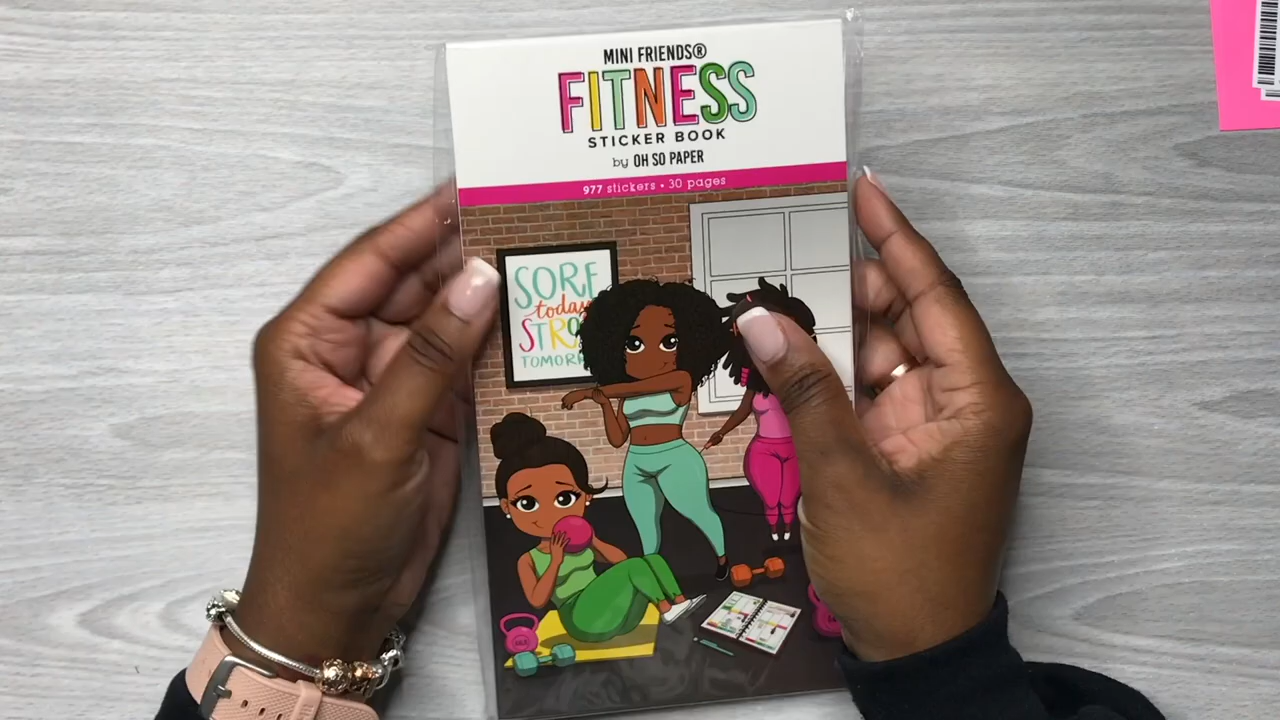 MINI FRIENDS®
FITNESS
STICKER BOOK
by OH SO PAPER
977 stickers • 30 pages
SORE
today